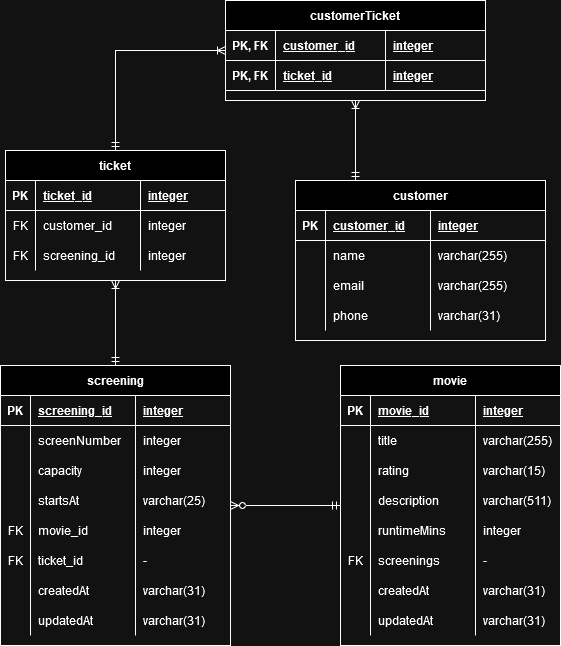 customerTicket
PK, FK customer_id integer
PK, FK ticket_id integer
ticket
PK ticket_id integer
FK customer_id integer
FK screening_id integer
customer
PK customer_id integer
name varchar(255)
email varchar(255)
phone varchar(31)
screening
PK screening_id integer
screenNumber integer
capacity integer
startsAt varchar(25)
FK movie_id integer
FK ticket_id -
createdAt varchar(31)
updatedAt varchar(31)
movie
PK movie_id integer
title varchar(255)
rating varchar(15)
description varchar(511)
runtimeMins integer
FK screenings -
createdAt varchar(31)
updatedAt varchar(31)